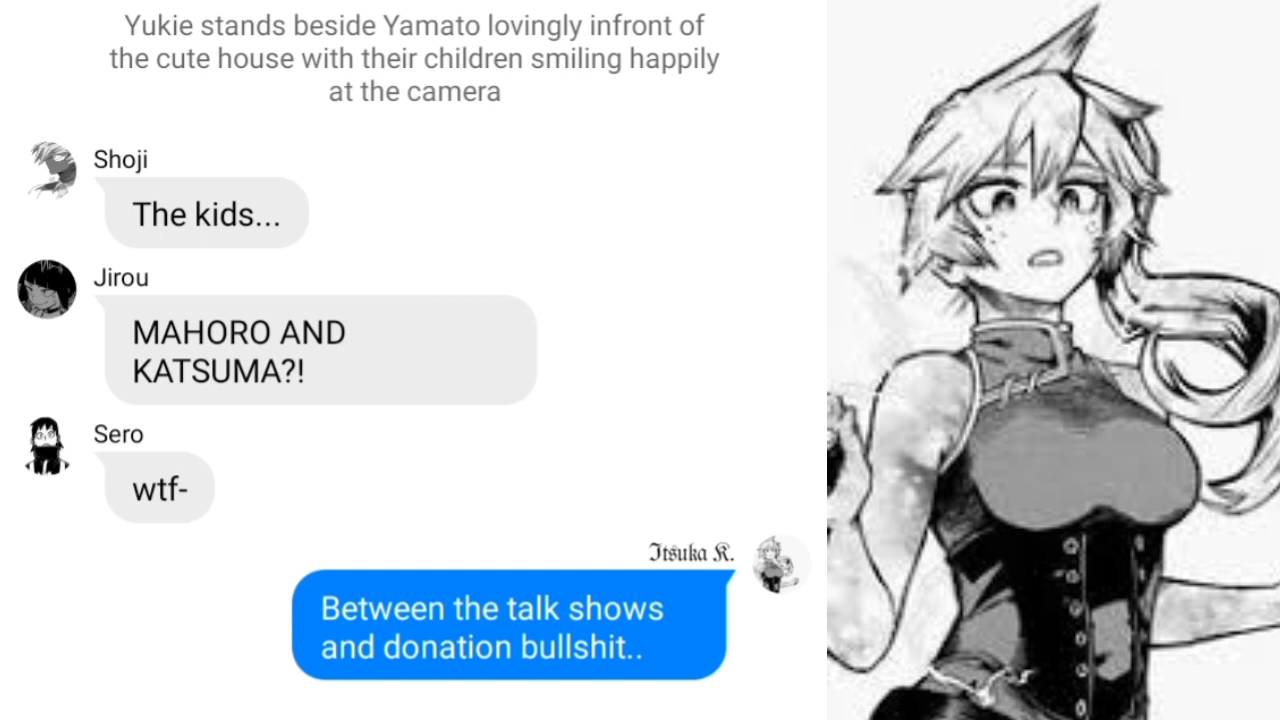 Yukie stands beside Yamato lovingly infront of
the cute house with their children smiling happily
at the camera
Shoji
The kids...
Jirou
MAHORO AND
KATSUMA?!
Sero
wtf-
Itsuka K.
Between the talk shows
and donation bullshit..